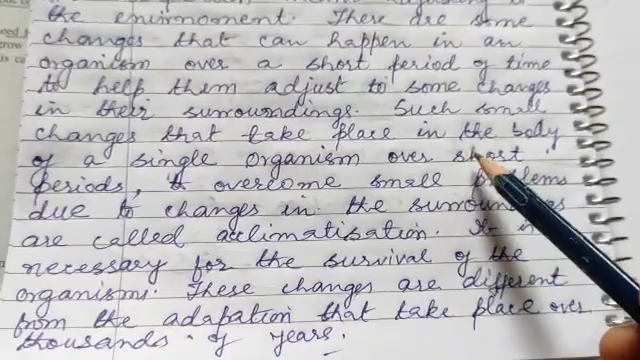 the envirnoment. There are some
changes that can happen in an
organism over a short period of time
to help them adjust to some changes
in their surroundings. Such small
changes that take place in the body
of a single organism over short
periods, to overcome small problems
due to changes in the surroundings
are called acclimatisation. It is
necessary for the survival of the
organisms. These changes are different
from the adapation that take place over
thousands of years.